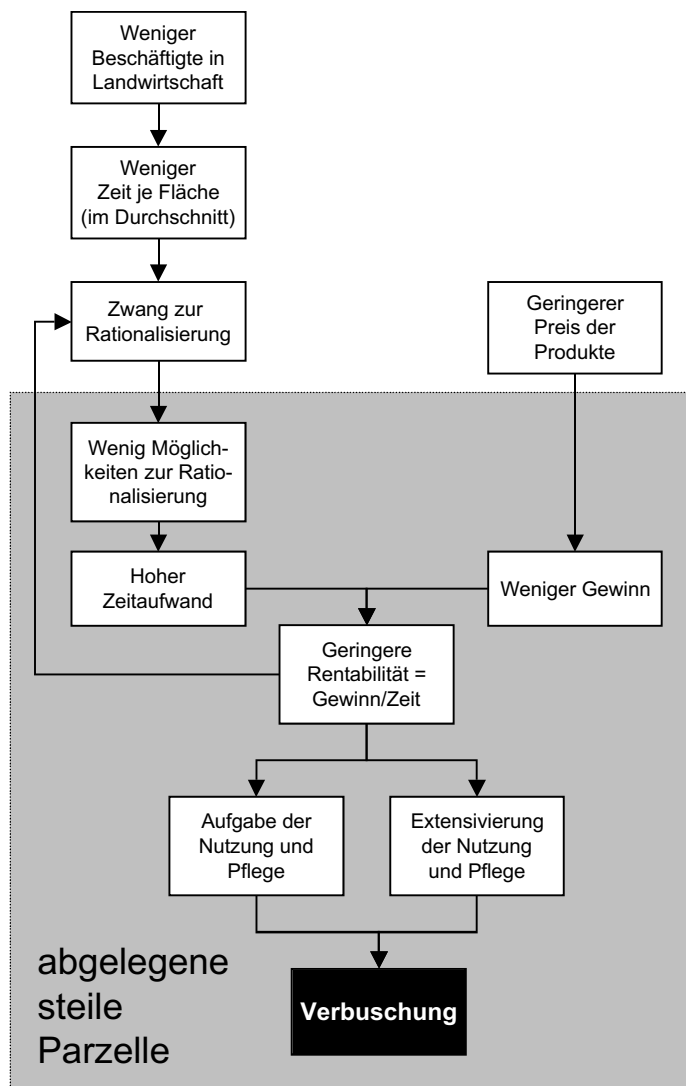 Weniger
Beschäftigte in
Landwirtschaft
Weniger
Zeit je Fläche
(im Durchschnitt)
Zwang zur
Rationalisierung
Geringerer
Preis der
Produkte
Wenig Möglich-
keiten zur Ratio-
nalisierung
Hoher
Zeitaufwand
Weniger Gewinn
Geringere
Rentabilität =
Gewinn/Zeit
Aufgabe der
Nutzung und
Pflege
Extensivierung
der Nutzung
und Pflege
abgelegene
steile
Parzelle
Verbuschung